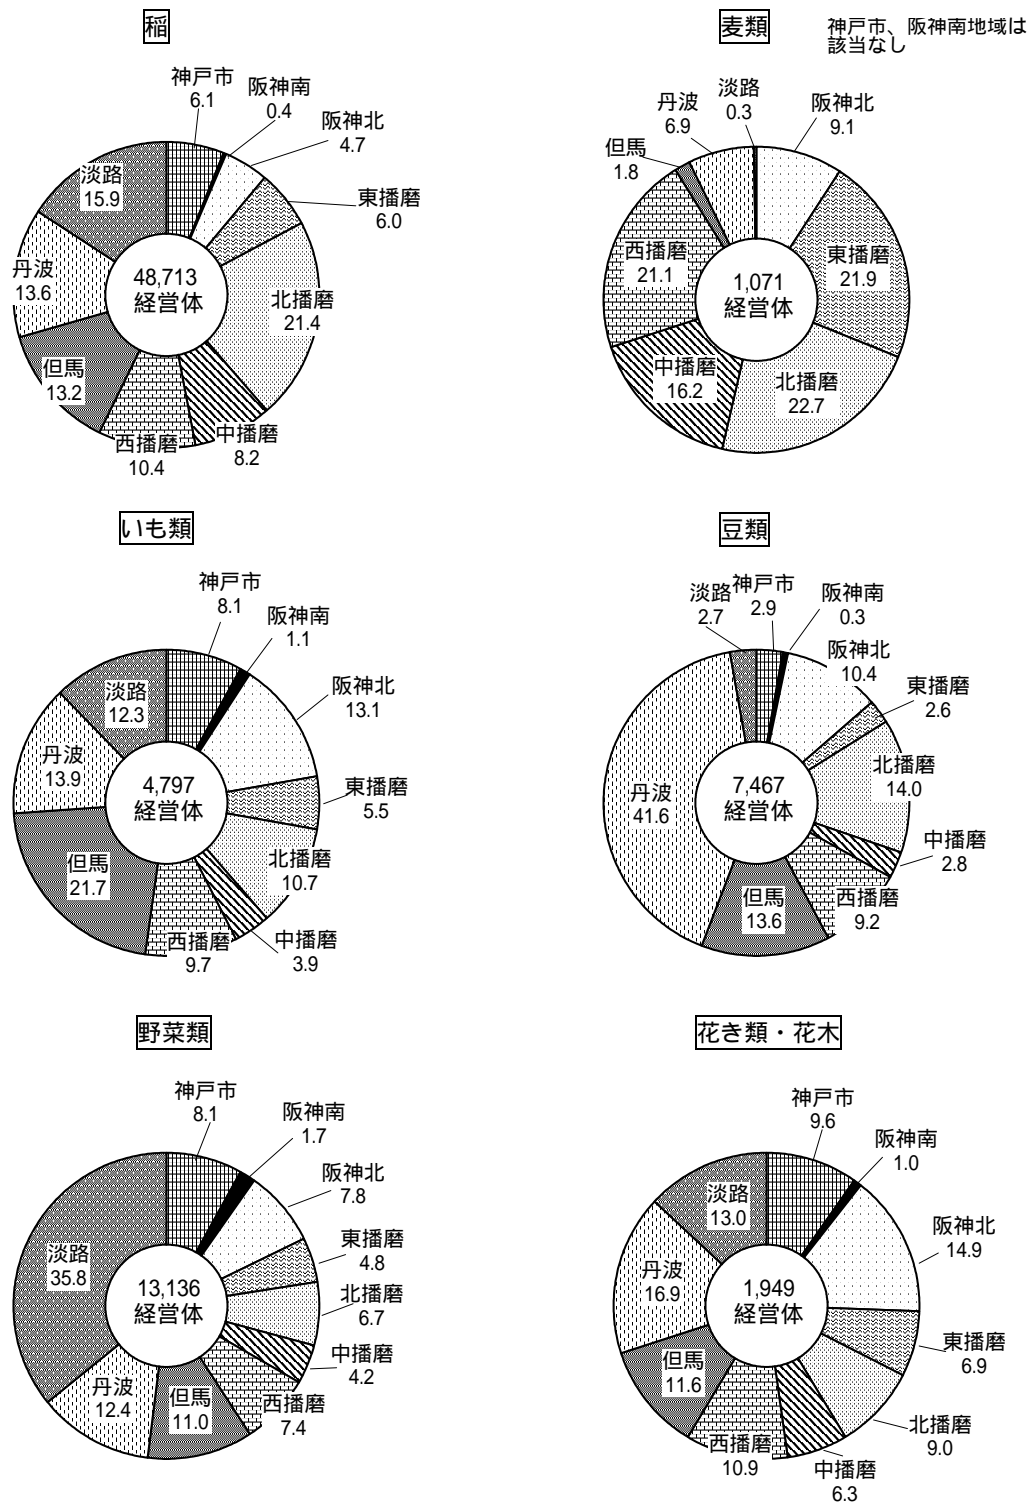 稲
神戸市
6.1
阪神南
0.4
阪神北
4.7
東播磨
6.0
北播磨
21.4
中播磨
8.2
西播磨
10.4
但馬
13.2
丹波
13.6
淡路
15.9
48,713
経営体
麦類
神戸市、阪神南地域は
該当なし
阪神北
9.1
東播磨
21.9
北播磨
22.7
中播磨
16.2
西播磨
21.1
但馬
1.8
丹波
6.9
淡路
0.3
1,071
経営体
いも類
神戸市
8.1
阪神南
1.1
阪神北
13.1
東播磨
5.5
北播磨
10.7
中播磨
3.9
西播磨
9.7
但馬
21.7
丹波
13.9
淡路
12.3
4,797
経営体
豆類
神戸市
2.9
阪神南
0.3
阪神北
10.4
東播磨
2.6
北播磨
14.0
中播磨
2.8
西播磨
9.2
但馬
13.6
丹波
41.6
淡路
2.7
7,467
経営体
野菜類
神戸市
8.1
阪神南
1.7
阪神北
7.8
東播磨
4.8
北播磨
6.7
中播磨
4.2
西播磨
7.4
但馬
11.0
丹波
12.4
淡路
35.8
13,136
経営体
花き類・花木
神戸市
9.6
阪神南
1.0
阪神北
14.9
東播磨
6.9
北播磨
9.0
中播磨
6.3
西播磨
10.9
但馬
11.6
丹波
16.9
淡路
13.0
1,949
経営体